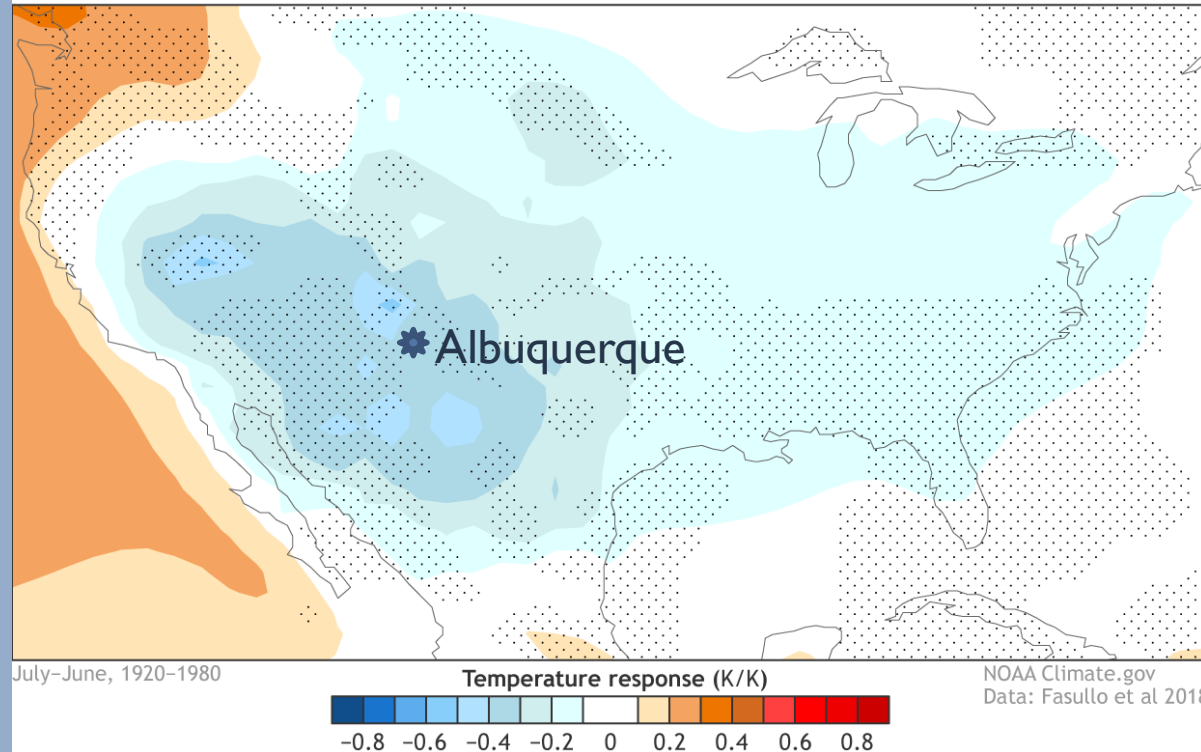 Albuquerque
July–June, 1920–1980
Temperature response (K/K)
NOAA Climate.gov
Data: Fasullo et al 2018
−0.8 −0.6 −0.4 −0.2 0 0.2 0.4 0.6 0.8